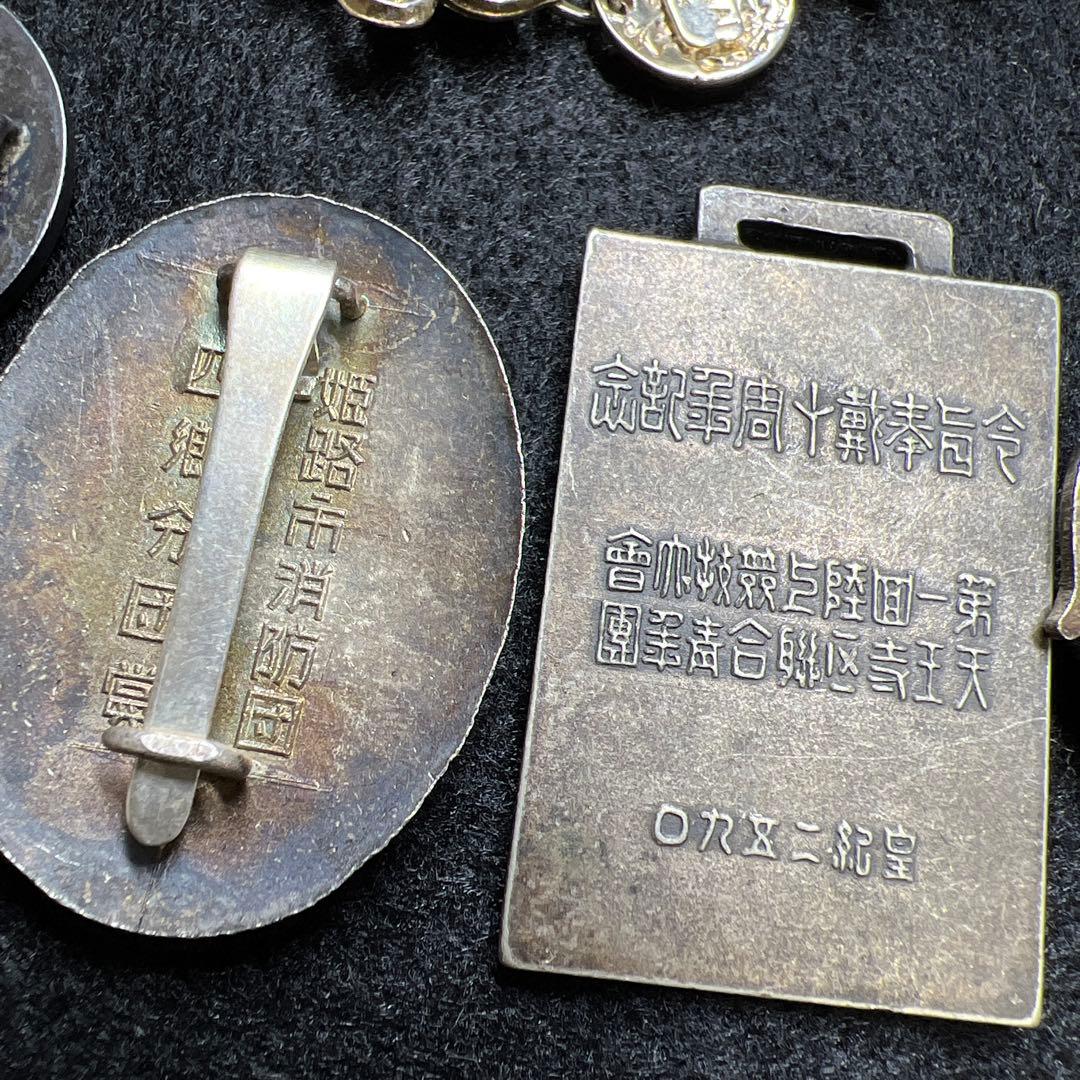 姫路市消防団
四郷分団
令旨奉戴十周年記念
第一回陸上競技大會
天王寺区聯合青年團
皇紀二五九〇